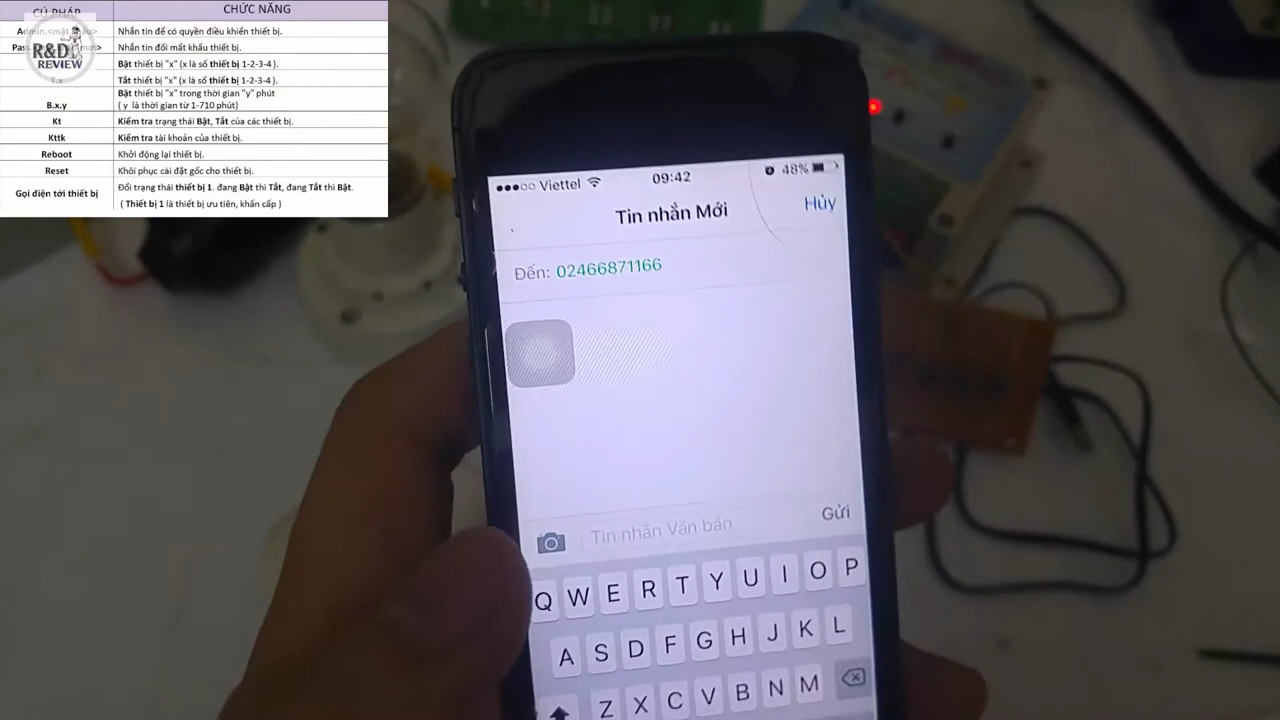 CÚ PHÁP CHỨC NĂNG
Nhắn tin để có quyền điều khiển thiết bị.
Nhắn tin đổi mất khẩu thiết bị.
R&D
REVIEW
Bật thiết bị "x" (x là số thiết bị 1-2-3-4 ).
Tắt thiết bị "x" (x là số thiết bị 1-2-3-4 ).
Bật thiết bị "x" trong thời gian "y" phút
B.x.y ( y là thời gian từ 1-710 phút)
Kt Kiểm tra trạng thái Bật, Tắt của các thiết bị.
Kttk Kiểm tra tài khoản của thiết bị.
Reboot Khởi động lại thiết bị.
Reset Khôi phục cài đặt gốc cho thiết bị.
Gọi điện tới thiết bị Đổi trạng thái thiết bị 1. đang Bật thì Tắt, đang Tắt thì Bật.
( Thiết bị 1 là thiết bị ưu tiên, khẩn cấp )
Viettel 09:42 48%
Tin nhắn Mới Hủy
Đến: 02466871166
Tin nhắn Văn bản Gửi
Q W E R T Y U I O P
A S D F G H J K L
Z X C V B N M